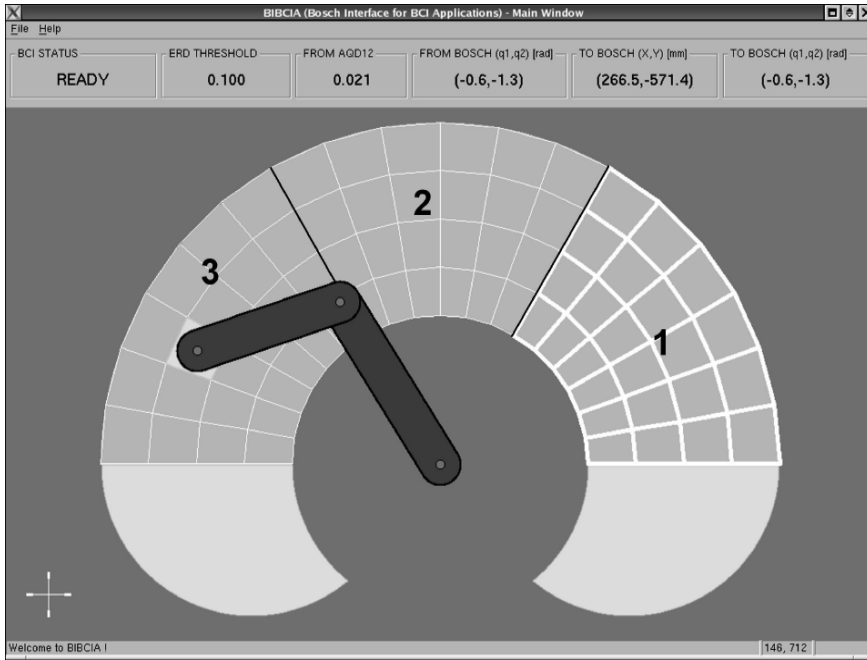 BIBCIA (Bosch Interface for BCI Applications) - Main Window
File Help
BCI STATUS
READY
ERD THRESHOLD
0.100
FROM AQD12
0.021
FROM BOSCH (q1,q2) [rad]
(-0.6,-1.3)
TO BOSCH (X,Y) [mm]
(266.5,-571.4)
TO BOSCH (q1,q2) [rad]
(-0.6,-1.3)
2
3
1
Welcome to BIBCIA !
146, 712